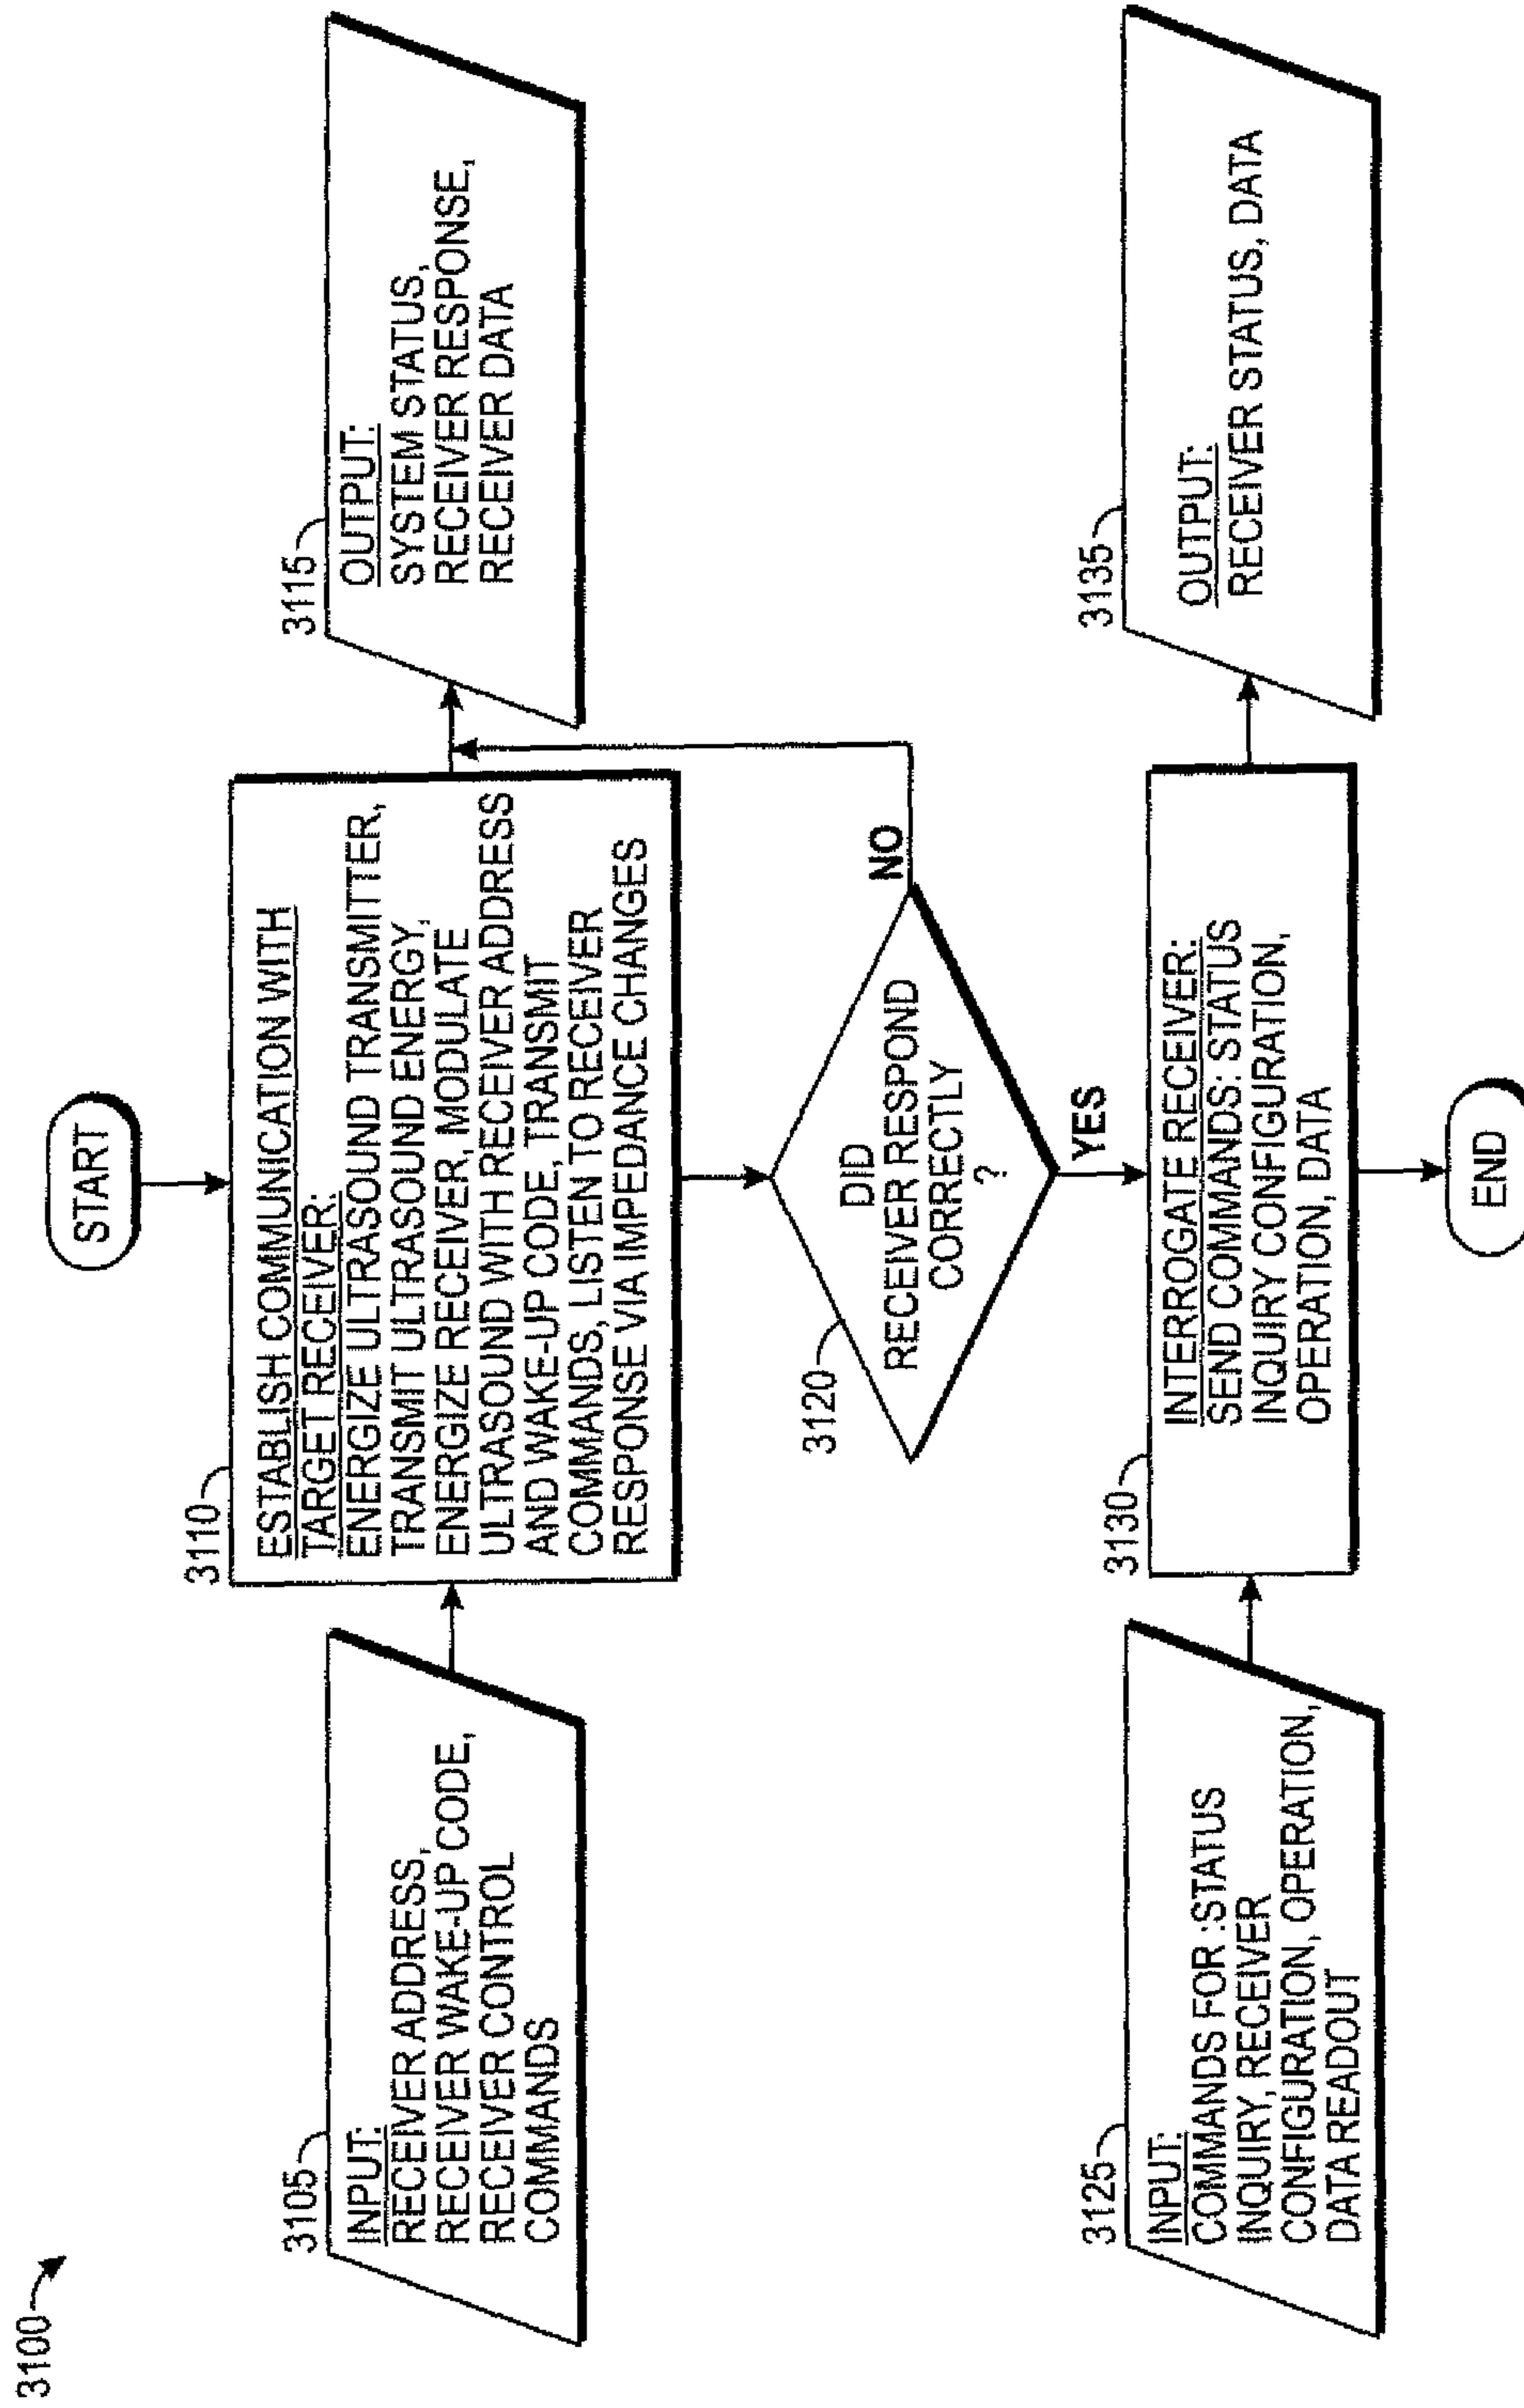 3100
START
3105
INPUT:
RECEIVER ADDRESS,
RECEIVER WAKE-UP CODE,
RECEIVER CONTROL
COMMANDS
3110
ESTABLISH COMMUNICATION WITH
TARGET RECEIVER:
ENERGIZE ULTRASOUND TRANSMITTER,
TRANSMIT ULTRASOUND ENERGY,
ENERGIZE RECEIVER, MODULATE
ULTRASOUND WITH RECEIVER ADDRESS
AND WAKE-UP CODE, TRANSMIT
COMMANDS, LISTEN TO RECEIVER
RESPONSE VIA IMPEDANCE CHANGES
3115
OUTPUT:
SYSTEM STATUS,
RECEIVER RESPONSE,
RECEIVER DATA
3120
DID
RECEIVER RESPOND
CORRECTLY
?
NO
YES
3125
INPUT:
COMMANDS FOR :STATUS
INQUIRY, RECEIVER
CONFIGURATION, OPERATION,
DATA READOUT
3130
INTERROGATE RECEIVER:
SEND COMMANDS: STATUS
INQUIRY CONFIGURATION,
OPERATION, DATA
3135
OUTPUT:
RECEIVER STATUS, DATA
END